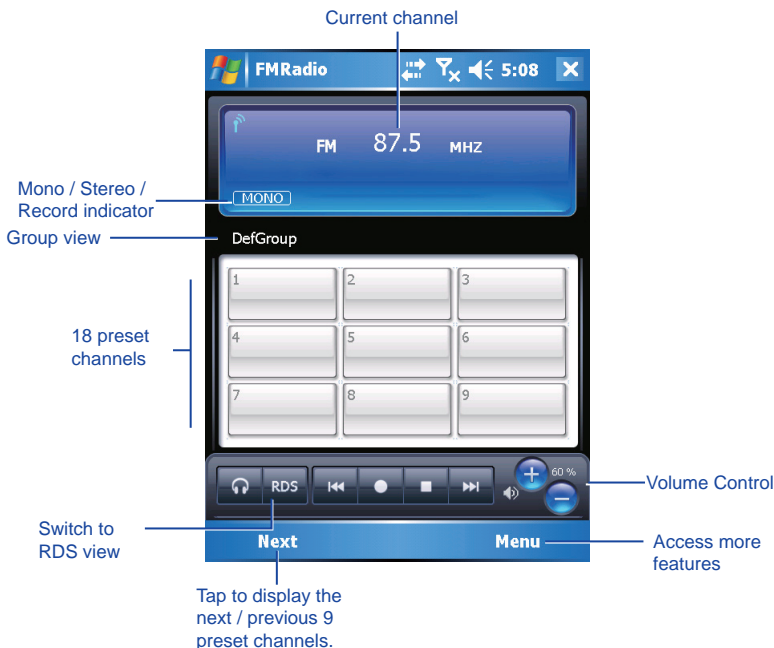 Current channel
FMRadio 5:08
FM 87.5 MHZ
Mono / Stereo /
Record indicator
MONO
Group view
DefGroup
1 2 3
18 preset
channels
4 5 6
7 8 9
RDS
60 %
Volume Control
Switch to
RDS view
Next Menu
Access more
features
Tap to display the
next / previous 9
preset channels.